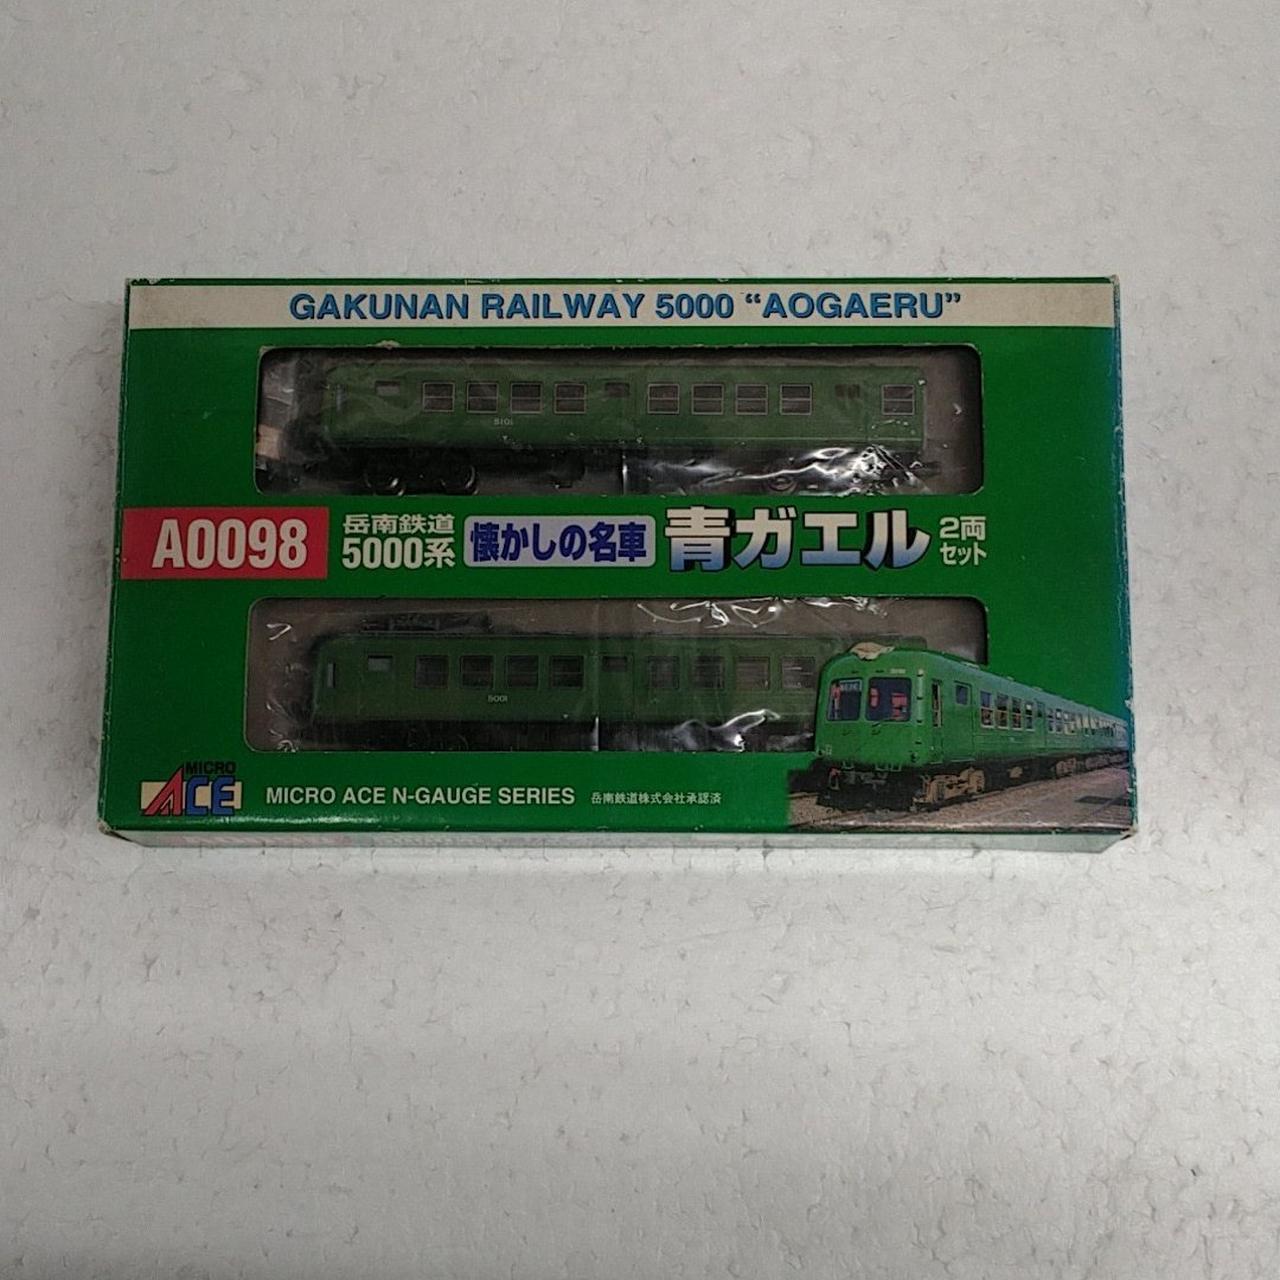 GAKUNAN RAILWAY 5000 “AOGAERU”
5101
A0098
岳南鉄道
5000系
懐かしの名車
青ガエル
2両
セット
5001
MICRO
ACE
MICRO ACE N-GAUGE SERIES
岳南鉄道株式会社承認済